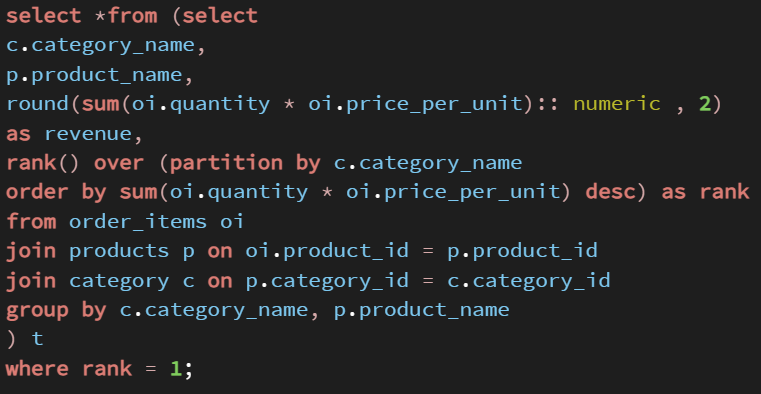 select *from (select
c.category_name,
p.product_name,
round(sum(oi.quantity * oi.price_per_unit):: numeric , 2)
as revenue,
rank() over (partition by c.category_name
order by sum(oi.quantity * oi.price_per_unit) desc) as rank
from order_items oi
join products p on oi.product_id = p.product_id
join category c on p.category_id = c.category_id
group by c.category_name, p.product_name
) t
where rank = 1;